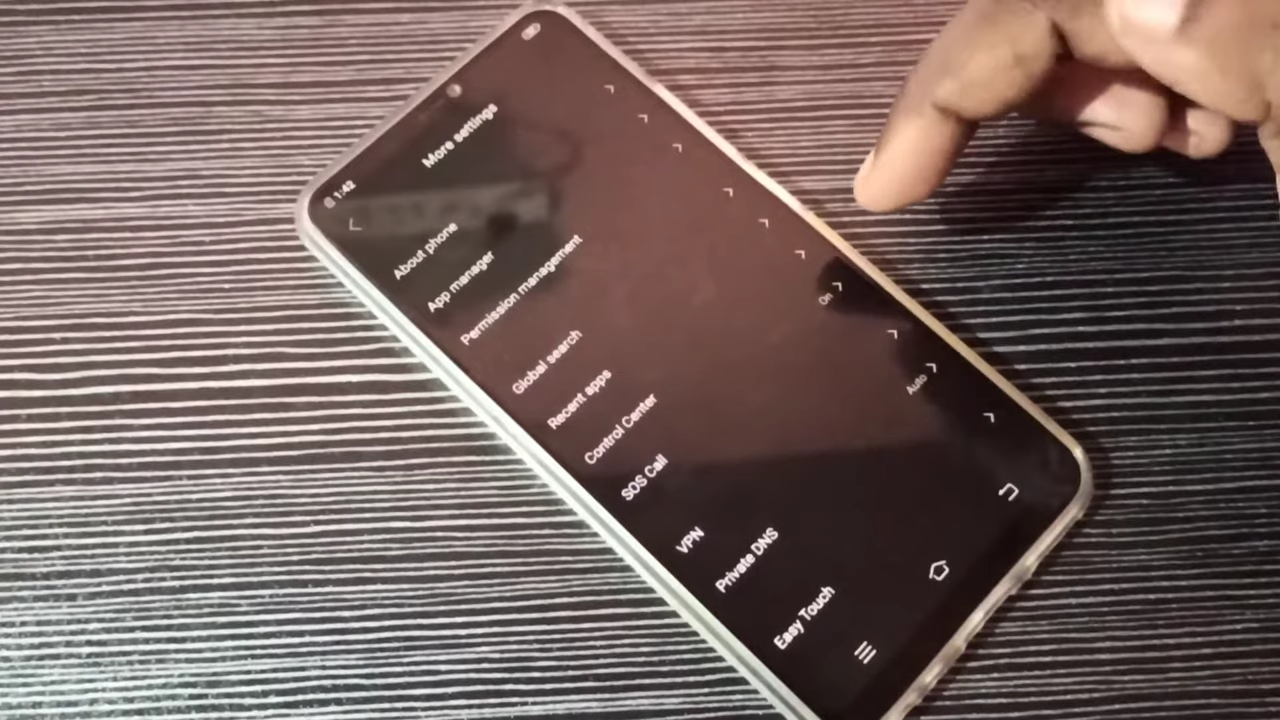 1:42
More settings
About phone
App manager
Permission management
Global search
Recent apps
Control Center
SOS Call On
VPN
Private DNS Auto
Easy Touch